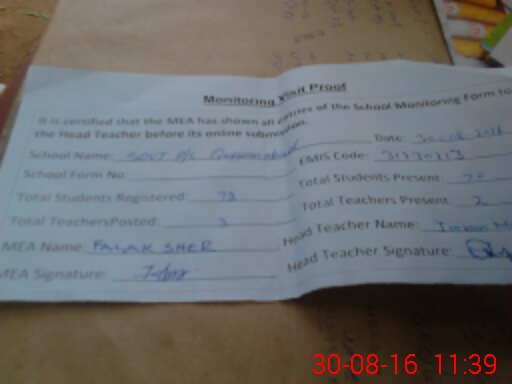 Monitoring Visit Proof
It is certified that the MEA has shown all entries of the School Monitoring Form to
the Head Teacher before its online submission.
Date: 30-08-2016
School Name: GOVT P/S
EMIS Code:
School Form No:
Total Students Registered: 73
Total Students Present: 70
Total TeachersPosted: 3
Total Teachers Present: 2
MEA Name: FALAK SHER
Head Teacher Name:
MEA Signature:
Head Teacher Signature:
30-08-16 11:39